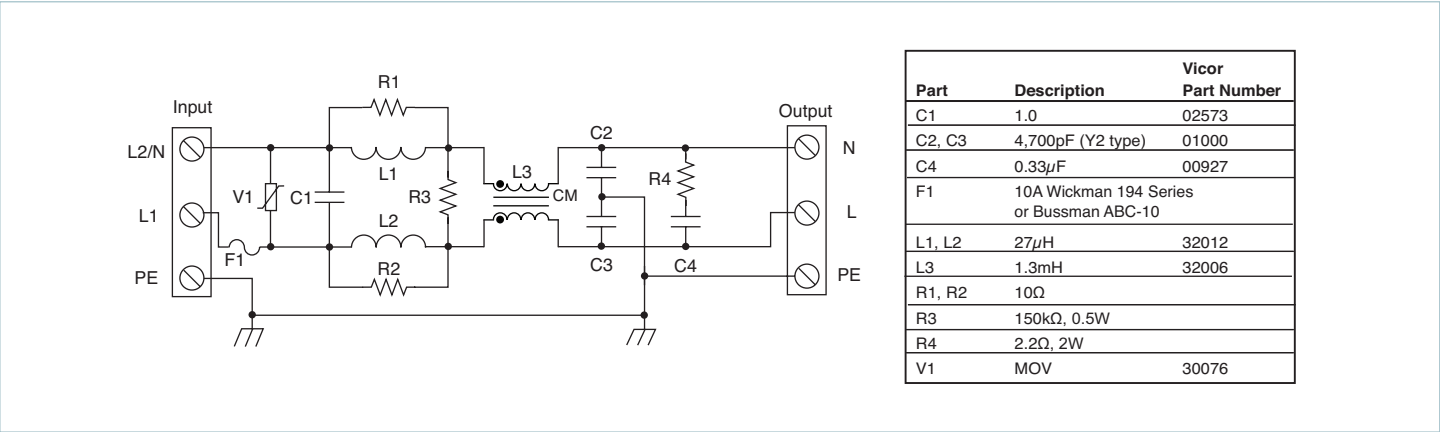 R1
Input
L2/N
V1
C1
L1
R3
L3
CM
C2
R4
Output
N
L1
L2
L
F1
R2
C3
C4
PE
PE
Vicor
Part Description Part Number
C1 1.0 02573
C2, C3 4,700pF (Y2 type) 01000
C4 0.33µF 00927
F1 10A Wickman 194 Series
or Bussman ABC-10
L1, L2 27µH 32012
L3 1.3mH 32006
R1, R2 10Ω
R3 150kΩ, 0.5W
R4 2.2Ω, 2W
V1 MOV 30076